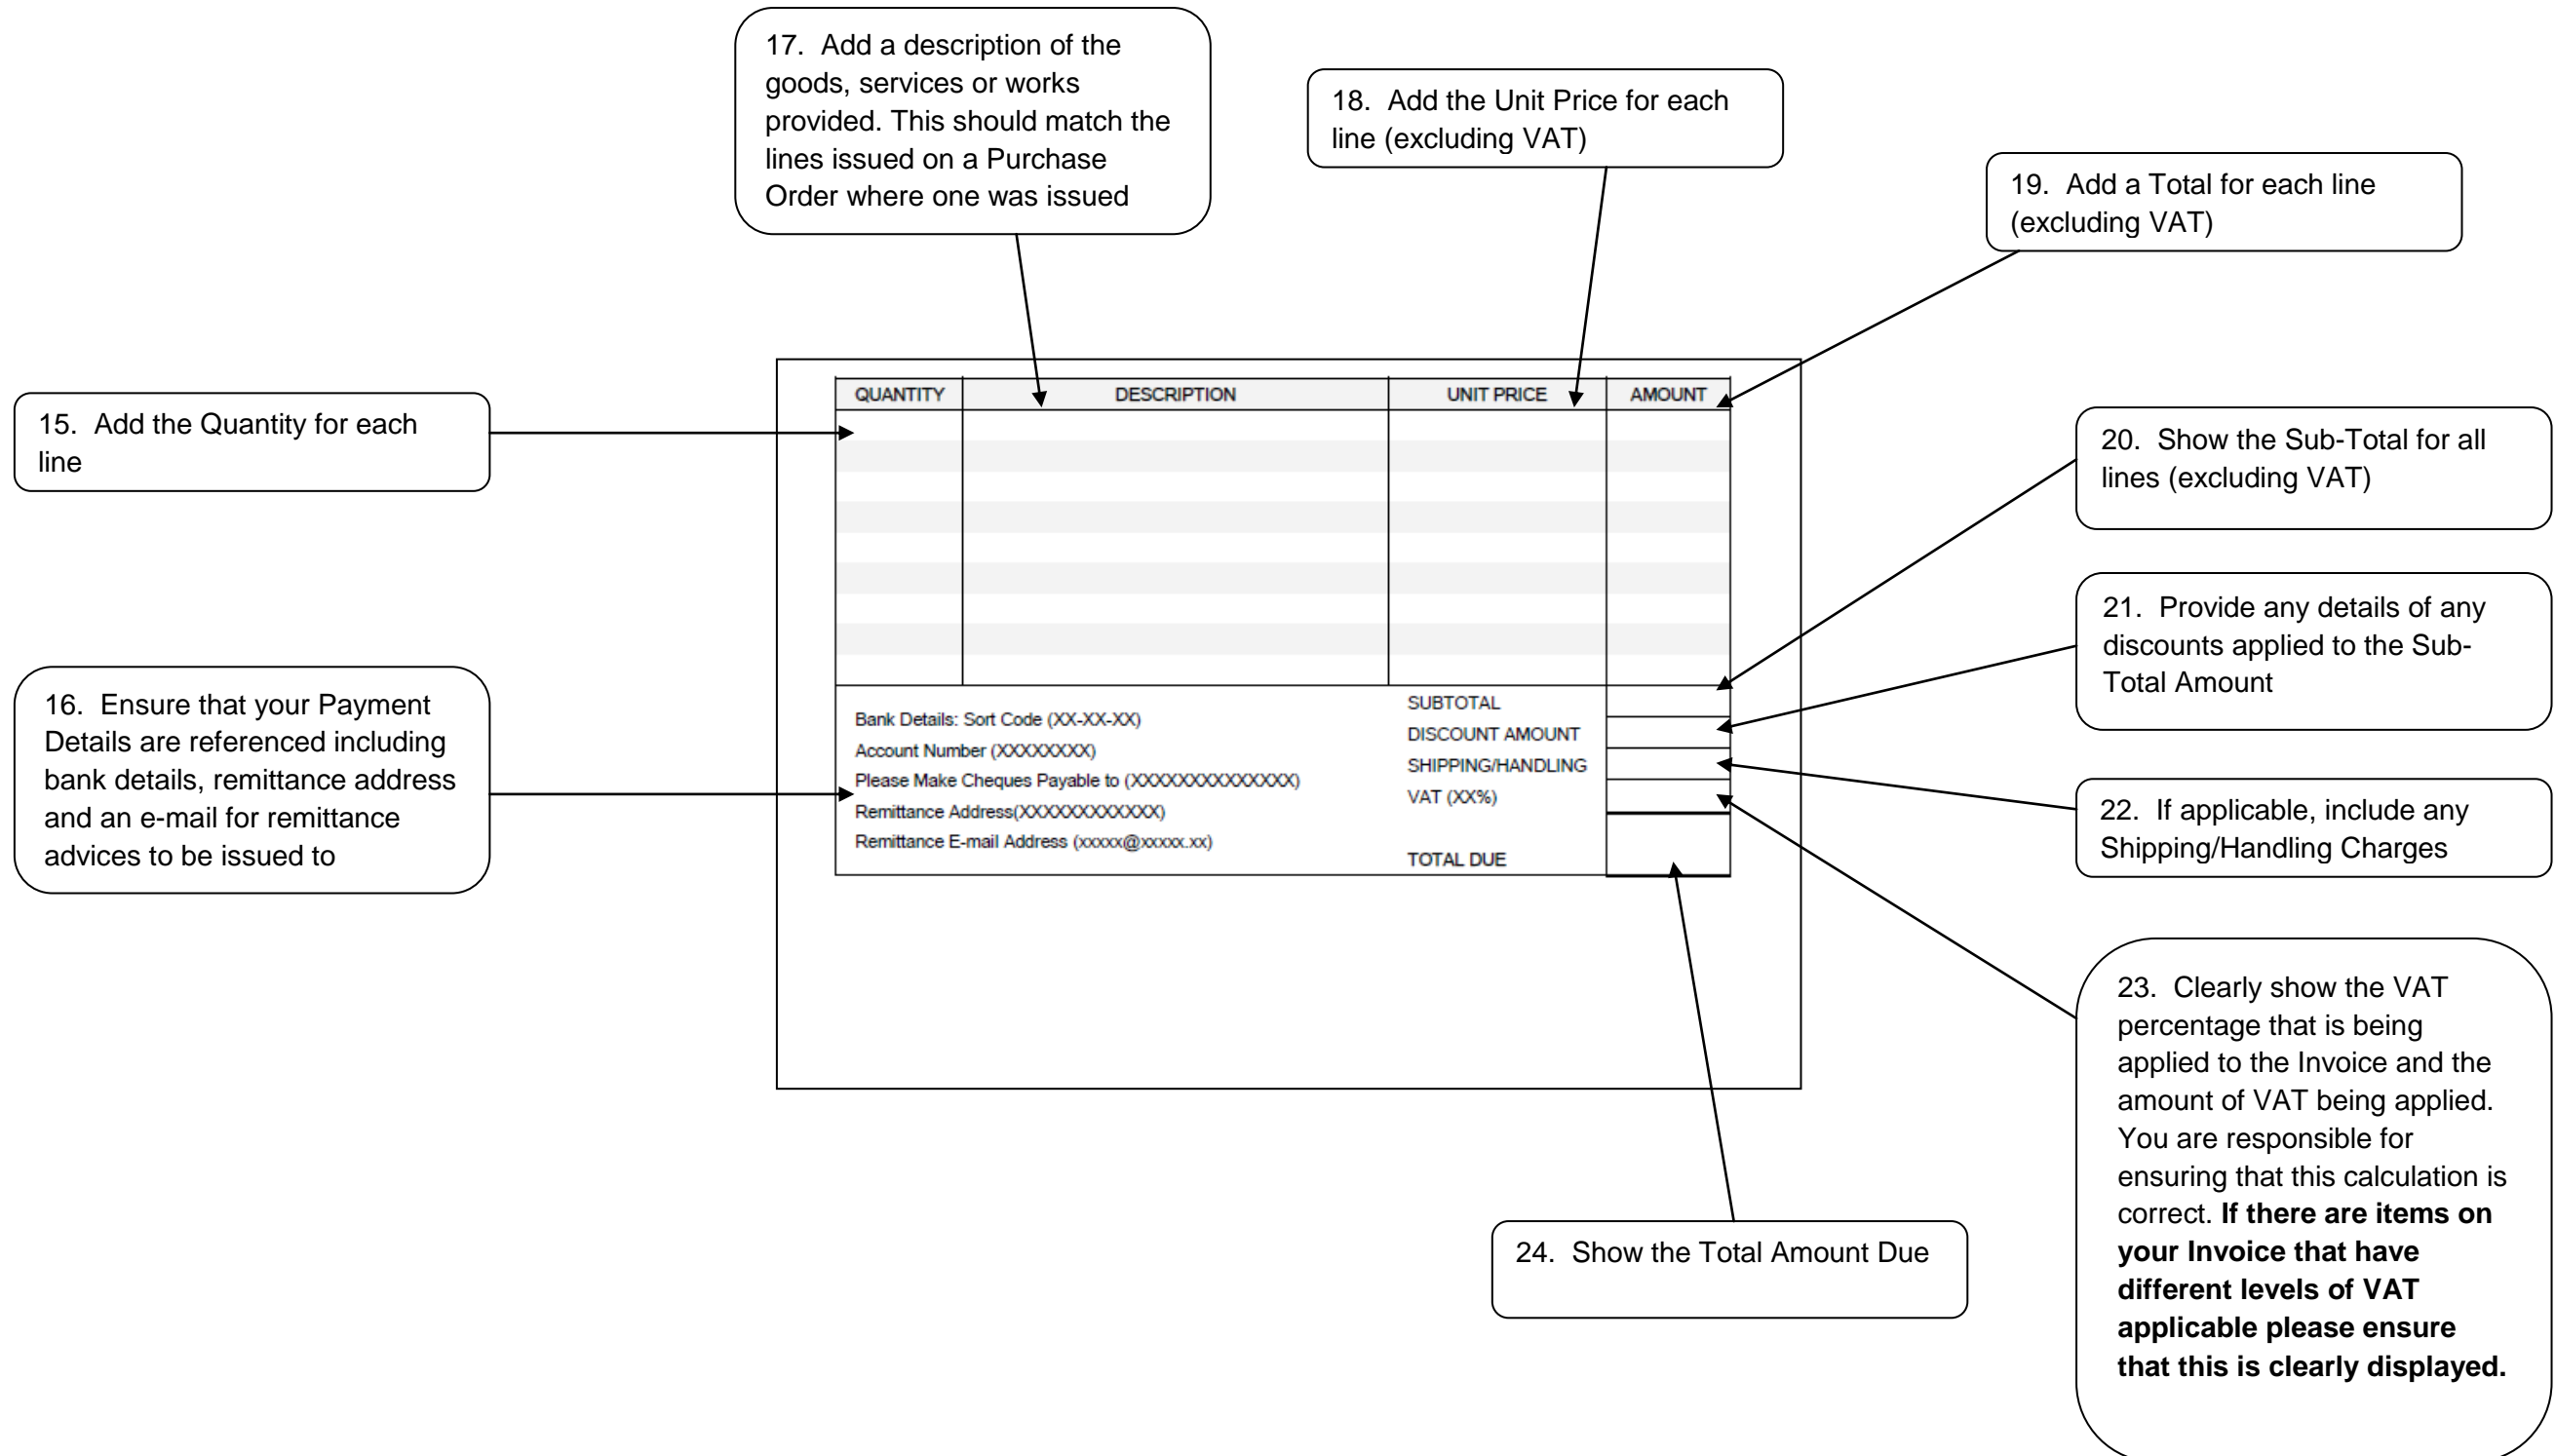 17.  Add a description of the
goods, services or works
provided. This should match the
lines issued on a Purchase
Order where one was issued
18.  Add the Unit Price for each
line (excluding VAT)
19.  Add a Total for each line
(excluding VAT)
15.  Add the Quantity for each
line
QUANTITY DESCRIPTION UNIT PRICE AMOUNT
20.  Show the Sub-Total for all
lines (excluding VAT)
21.  Provide any details of any
discounts applied to the Sub-
Total Amount
16.  Ensure that your Payment
Details are referenced including
bank details, remittance address
and an e-mail for remittance
advices to be issued to
Bank Details: Sort Code (XX-XX-XX)
Account Number (XXXXXXXX)
Please Make Cheques Payable to (XXXXXXXXXXXXXX)
Remittance Address(XXXXXXXXXXXX)
Remittance E-mail Address (xxxxx@xxxxx.xx)
SUBTOTAL
DISCOUNT AMOUNT
SHIPPING/HANDLING
VAT (XX%)
TOTAL DUE
22.  If applicable, include any
Shipping/Handling Charges
23.  Clearly show the VAT
percentage that is being
applied to the Invoice and the
amount of VAT being applied.
You are responsible for
ensuring that this calculation is
correct. If there are items on
your Invoice that have
different levels of VAT
applicable please ensure
that this is clearly displayed.
24.  Show the Total Amount Due